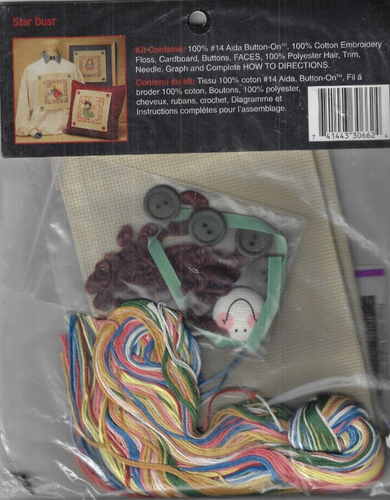 Star Dust
Kit Contains: 100% #14 Aida Button-On™, 100% Cotton Embroidery
Floss, Cardboard, Buttons, FACES, 100% Polyester Hair, Trim,
Needle, Graph and Complete HOW TO DIRECTIONS.
Contenu du kit: Tissu 100% coton #14 Aida, Button-On™, Fil á
broder 100% coton, Boutons, 100% polyester,
cheveux, rubans, crochet, Diagramme et
Instructions complètes pour l'assemblage.
7 41443 30662 4